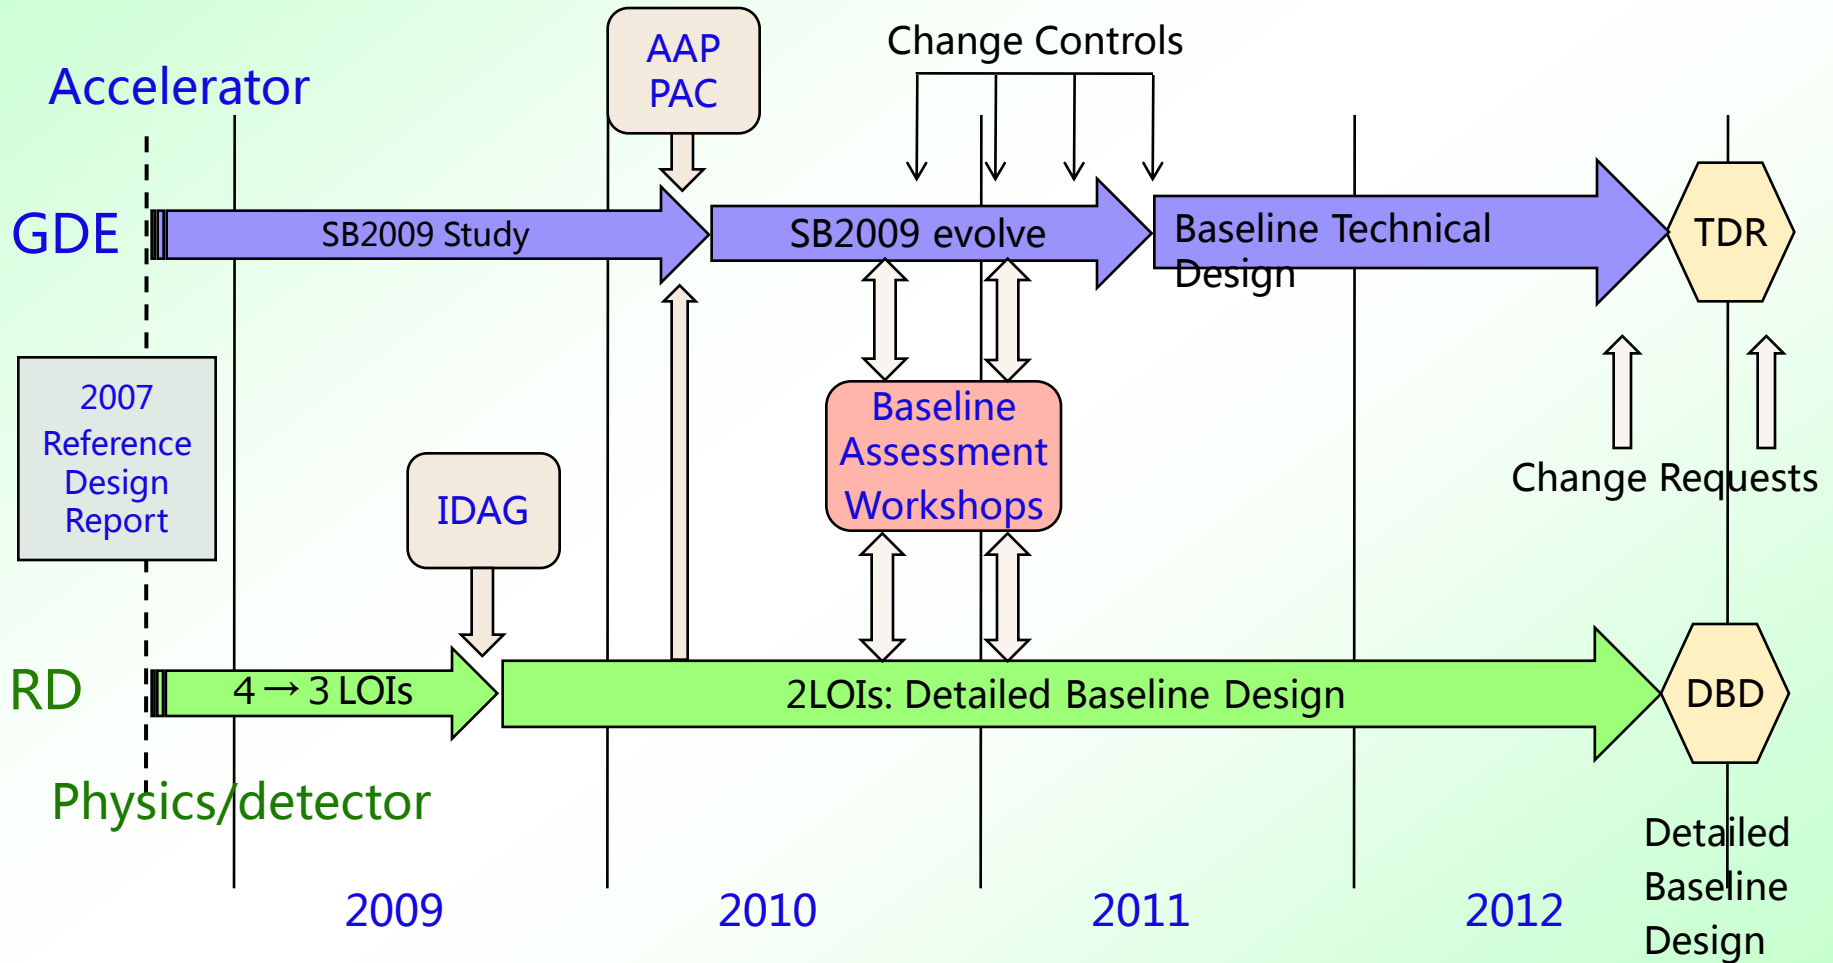 Accelerator
AAP
PAC
Change Controls
GDE
SB2009 Study
SB2009 evolve
Baseline Technical
Design
TDR
2007
Reference
Design
Report
IDAG
Baseline
Assessment
Workshops
Change Requests
RD
4 → 3 LOIs
2LOIs: Detailed Baseline Design
DBD
Physics/detector
Detailed
Baseline
Design
2009
2010
2011
2012